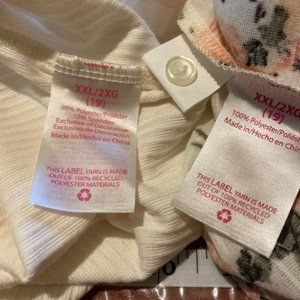 XXL/2XG
(19)
88% Polyester/Poliéster
12% Spandex
Exclusive of Decoration
Exclusivo de Decoración
Made in/Hecho en China
THIS LABEL YARN IS MADE
OUT OF 100% RECYCLED
POLYESTER MATERIALS
XXL/2XG
(19)
100% Polyester/Poliéster
Made in/Hecho en China
THIS LABEL YARN IS MADE
OUT OF 100% RECYCLED
POLYESTER MATERIALS